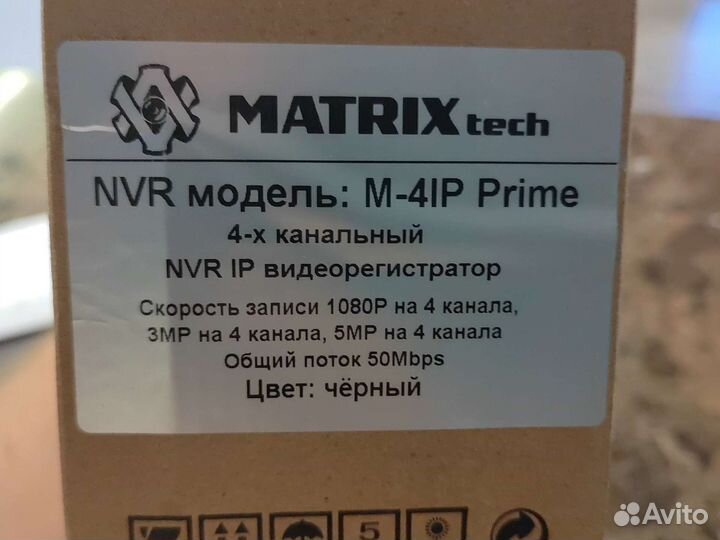 MATRIX tech
NVR модель: M-4IP Prime
4-х канальный
NVR IP видеорегистратор
Скорость записи 1080P на 4 канала,
3MP на 4 канала, 5MP на 4 канала
Общий поток 50Mbps
Цвет: чёрный
5
Avito